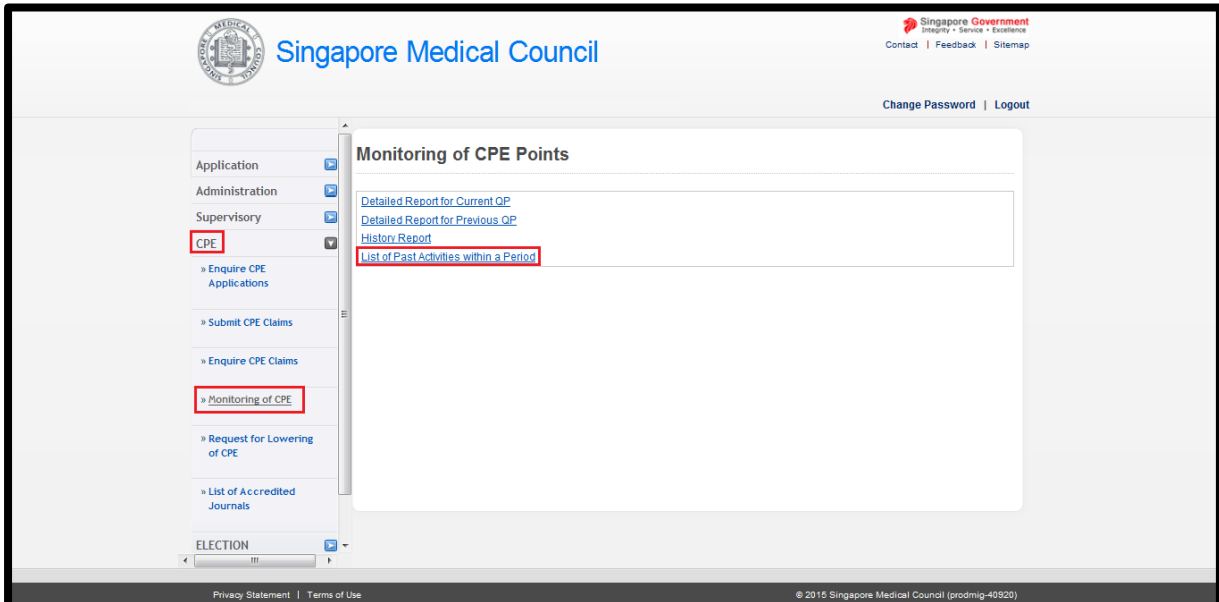 SINGAPORE MEDICAL COUNCIL
Singapore Medical Council
Singapore Government
Integrity • Service • Excellence
Contact | Feedback | Sitemap
Change Password | Logout
Application
Administration
Supervisory
CPE
» Enquire CPE
Applications
» Submit CPE Claims
» Enquire CPE Claims
» Monitoring of CPE
» Request for Lowering
of CPE
» List of Accredited
Journals
ELECTION
Monitoring of CPE Points
Detailed Report for Current QP
Detailed Report for Previous QP
History Report
List of Past Activities within a Period
Privacy Statement | Terms of Use
© 2015 Singapore Medical Council (prodmig-40920)